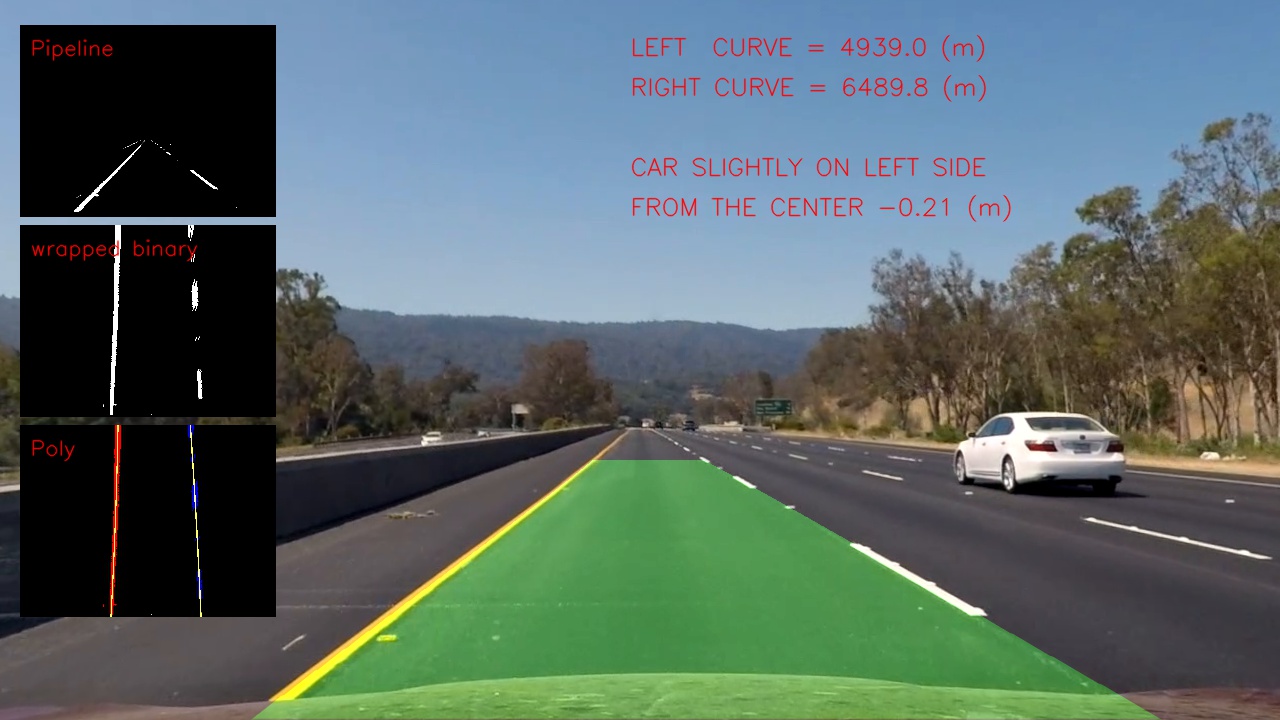 Pipeline
wrapped binary
Poly
LEFT CURVE = 4939.0 (m)
RIGHT CURVE = 6489.8 (m)
CAR SLIGHTLY ON LEFT SIDE
FROM THE CENTER -0.21 (m)